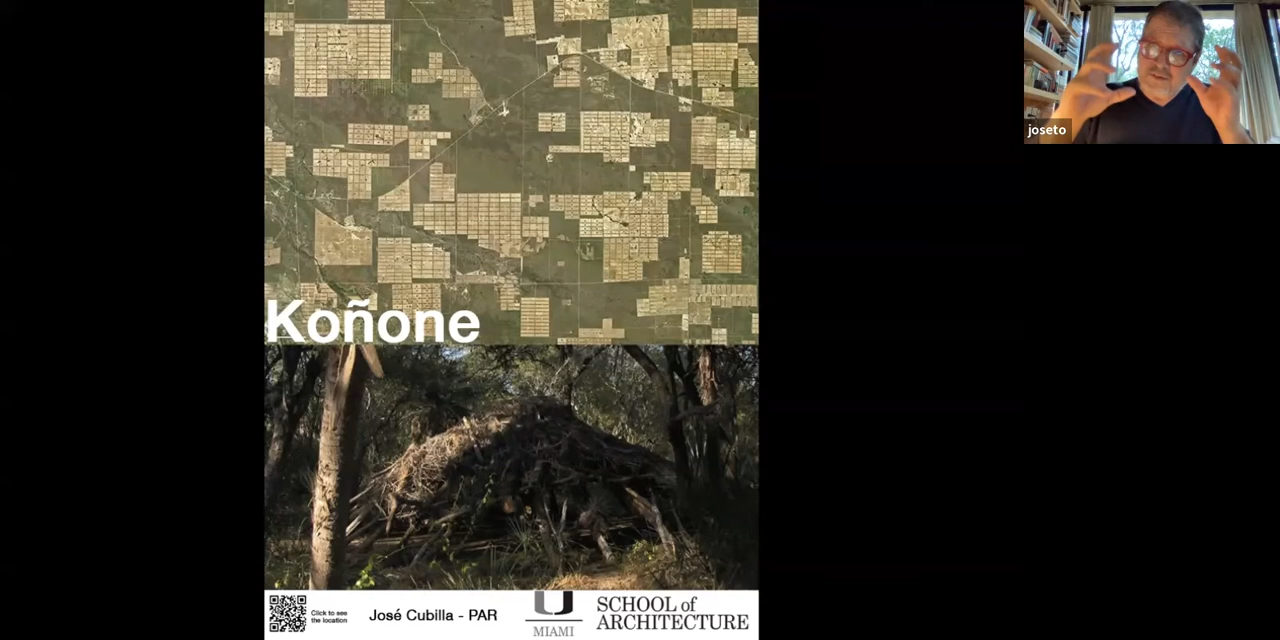 joseto
Koñone
Click to see
the location
José Cubilla - PAR
MIAMI
SCHOOL of
ARCHITECTURE